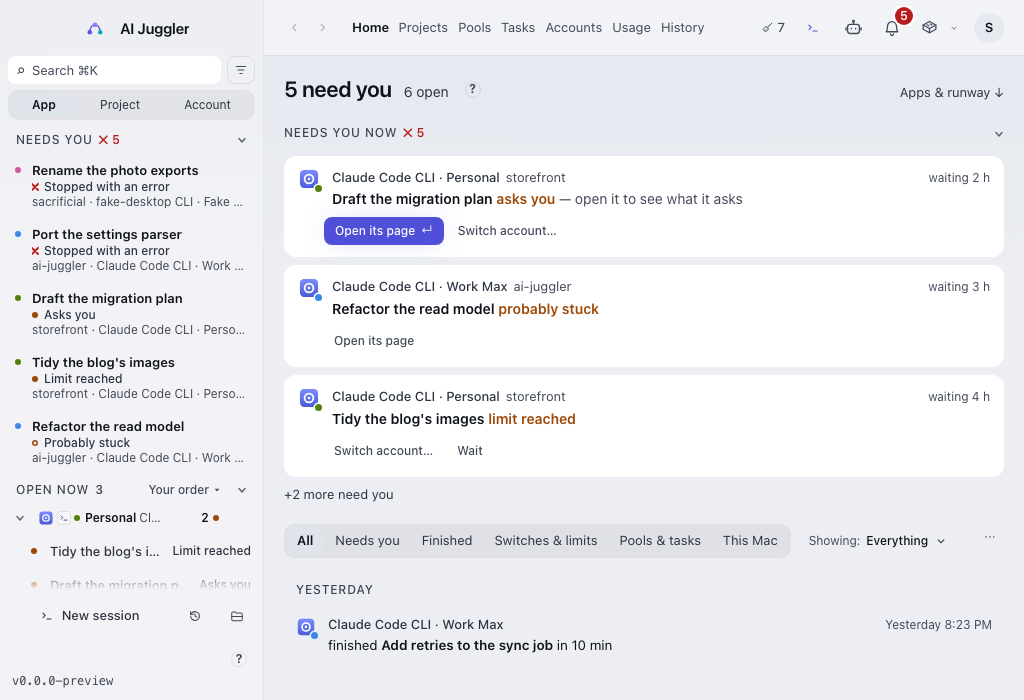 AI Juggler
Search ⌘K
App Project Account
NEEDS YOU 5
Rename the photo exports
Stopped with an error
sacrificial · fake-desktop CLI · Fake ...
Port the settings parser
Stopped with an error
ai-juggler · Claude Code CLI · Work ...
Draft the migration plan
Asks you
storefront · Claude Code CLI · Perso...
Tidy the blog's images
Limit reached
storefront · Claude Code CLI · Perso...
Refactor the read model
Probably stuck
ai-juggler · Claude Code CLI · Work ...
OPEN NOW 3 Your order
Personal Cl... 2
Tidy the blog's i... Limit reached
Draft the migration p... Asks you
New session
?
v0.0.0-preview
Home Projects Pools Tasks Accounts Usage History 7 5 S
5 need you 6 open ? Apps & runway ↓
NEEDS YOU NOW 5
Claude Code CLI · Personal storefront waiting 2 h
Draft the migration plan asks you — open it to see what it asks
Open its page ↵ Switch account...
Claude Code CLI · Work Max ai-juggler waiting 3 h
Refactor the read model probably stuck
Open its page
Claude Code CLI · Personal storefront waiting 4 h
Tidy the blog's images limit reached
Switch account... Wait
+2 more need you
All Needs you Finished Switches & limits Pools & tasks This Mac Showing: Everything ...
YESTERDAY
Claude Code CLI · Work Max Yesterday 8:23 PM
finished Add retries to the sync job in 10 min